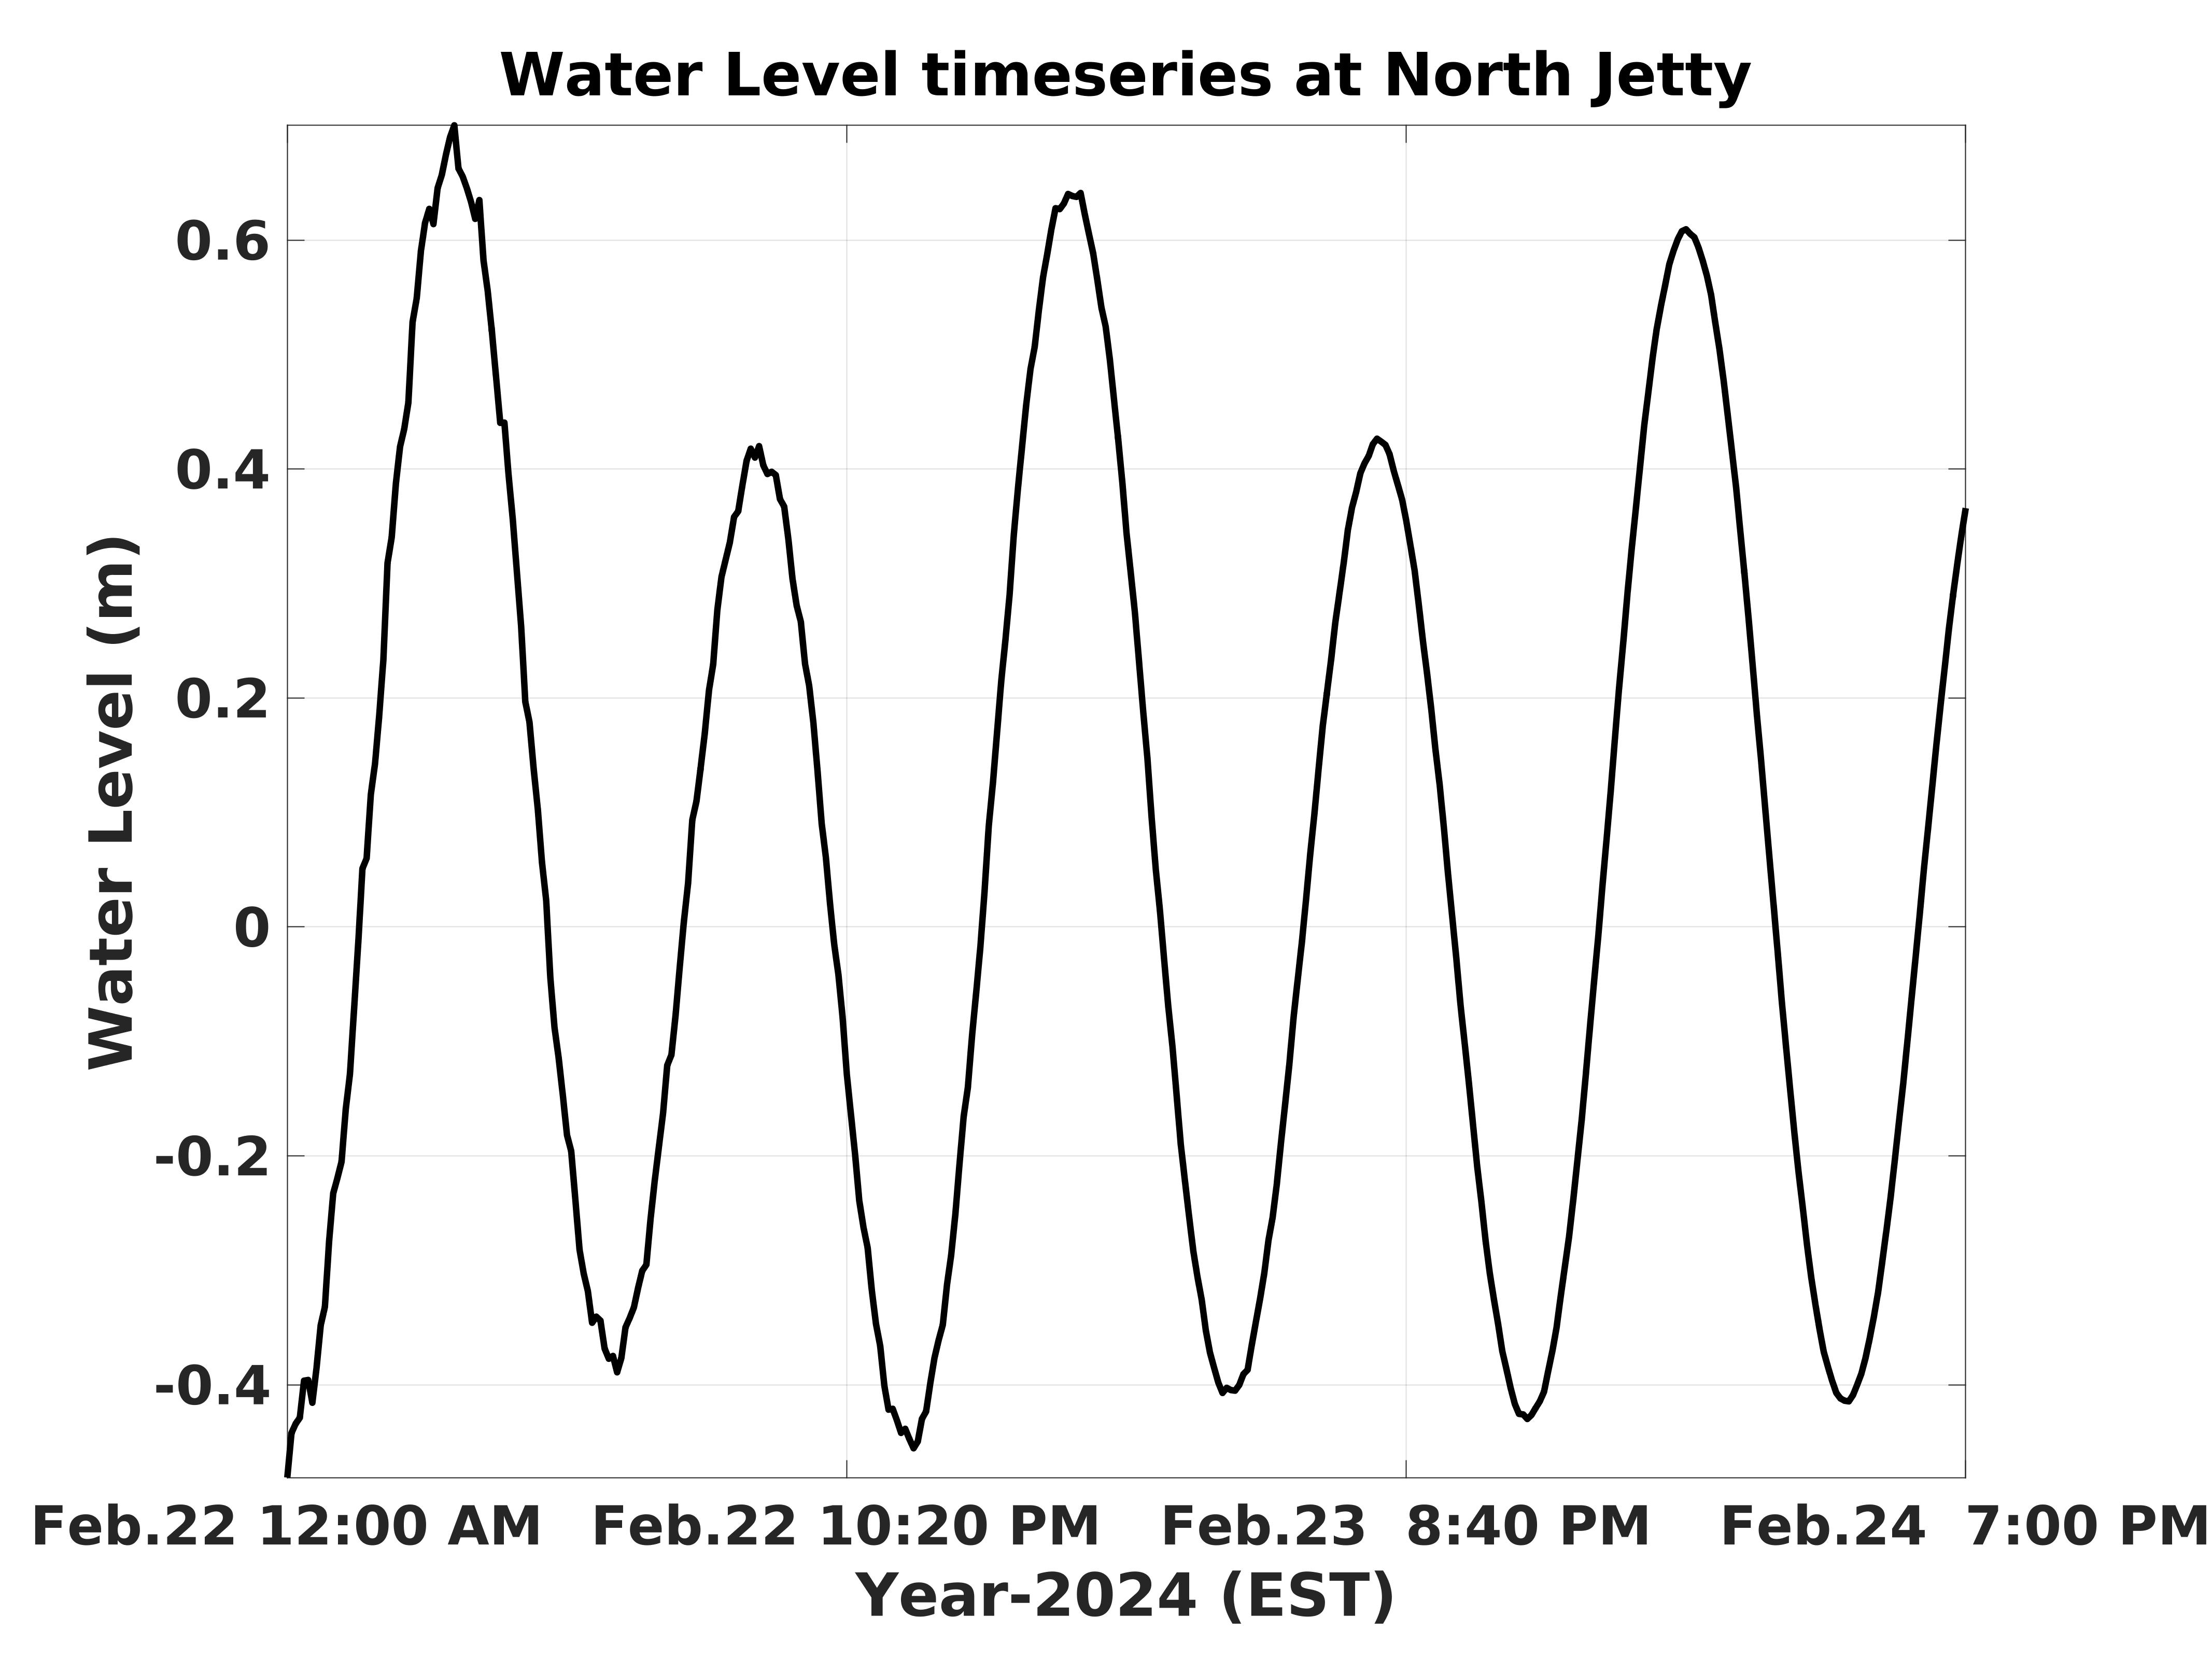 Water Level timeseries at North Jetty
Water Level (m)
0.6
0.4
0.2
0
-0.2
-0.4
Feb.22 12:00 AM Feb.22 10:20 PM Feb.23 8:40 PM Feb.24 7:00 PM
Year-2024 (EST)